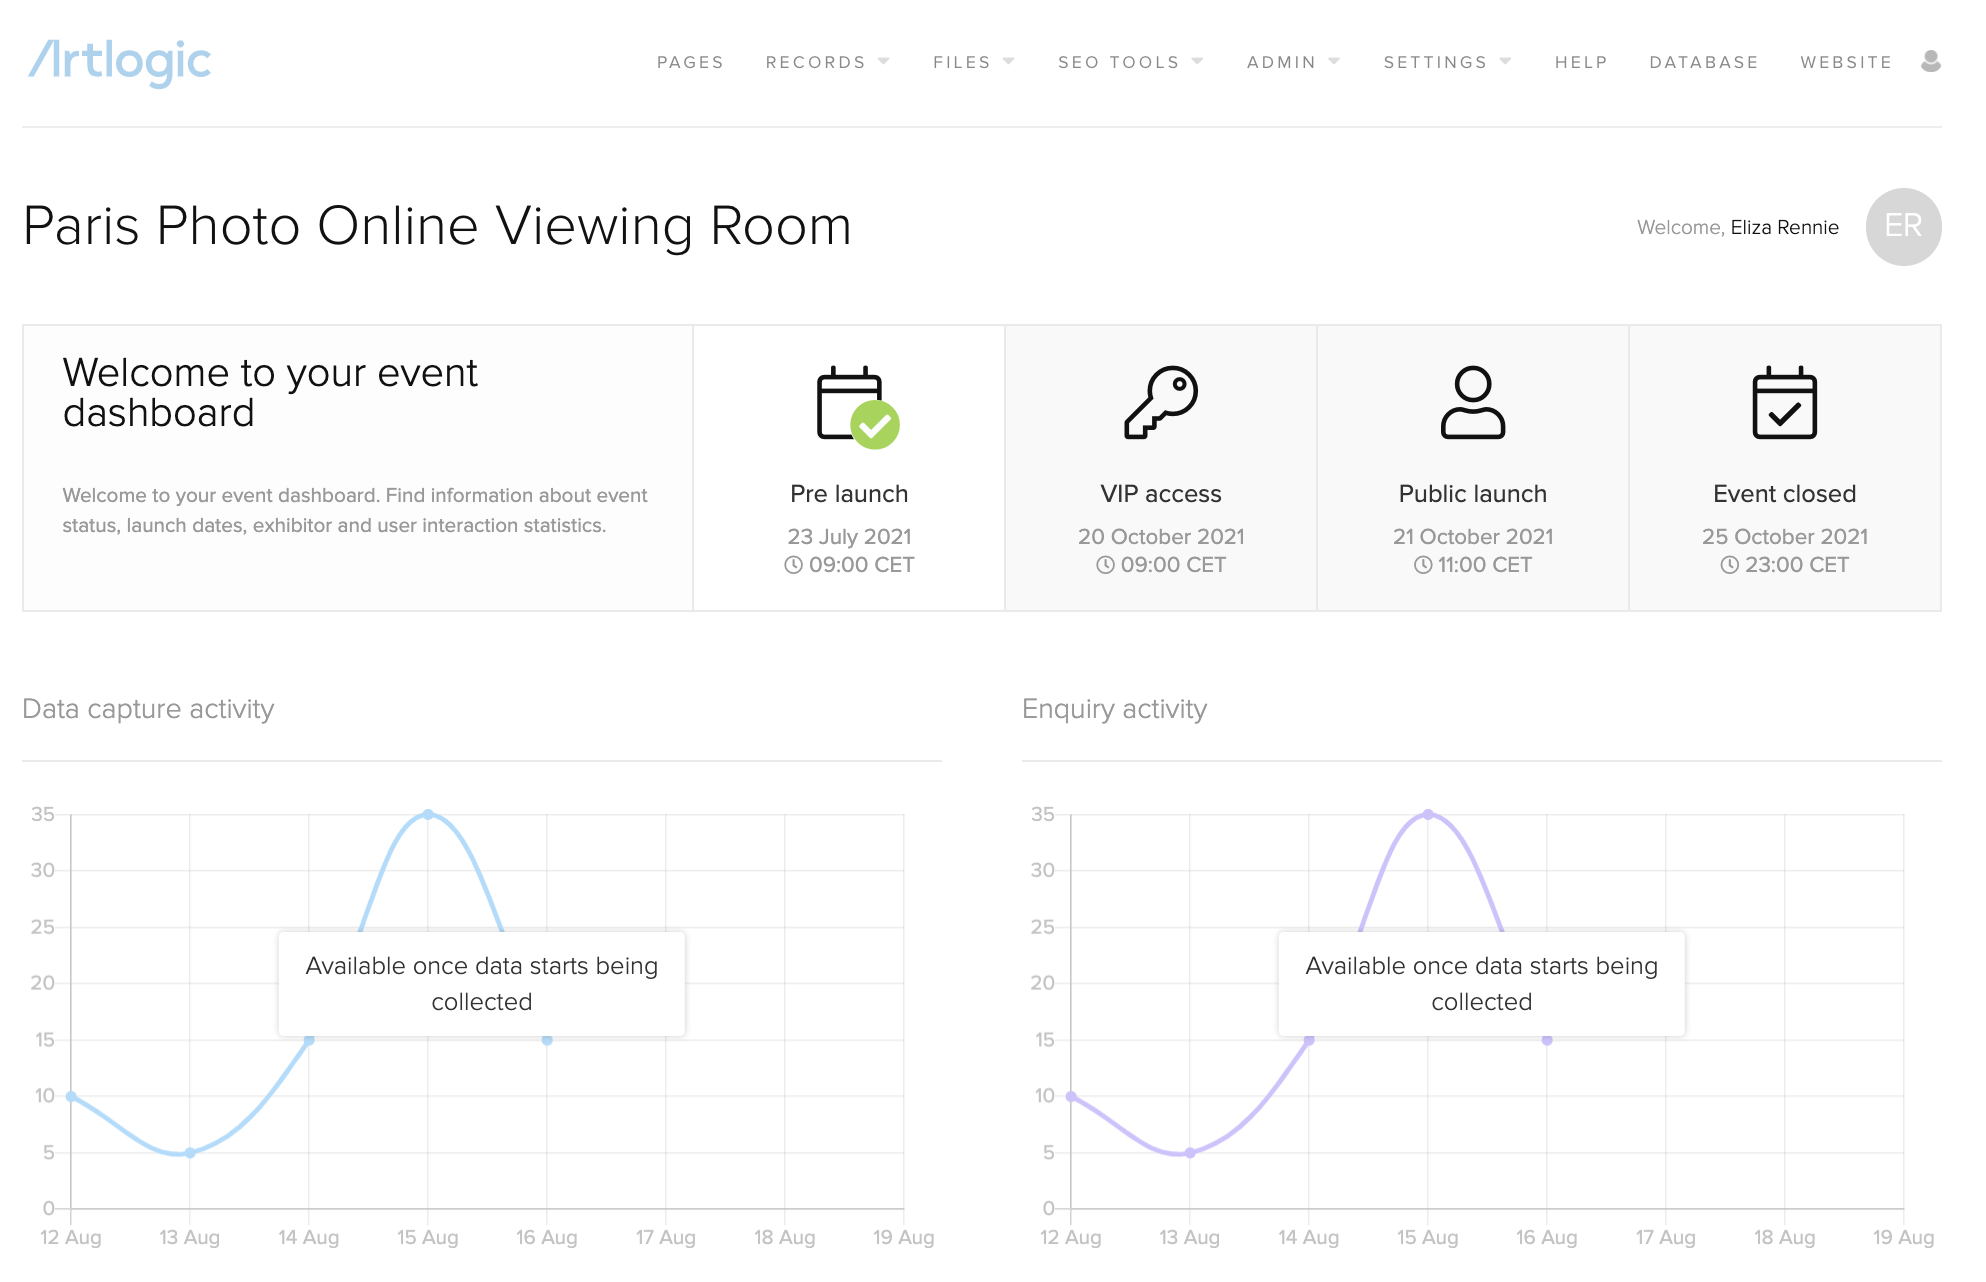 Artlogic
PAGES RECORDS FILES SEO TOOLS ADMIN SETTINGS HELP DATABASE WEBSITE
Paris Photo Online Viewing Room
Welcome, Eliza Rennie
ER
Welcome to your event
dashboard
Welcome to your event dashboard. Find information about event
status, launch dates, exhibitor and user interaction statistics.
Pre launch
23 July 2021
09:00 CET
VIP access
20 October 2021
09:00 CET
Public launch
21 October 2021
11:00 CET
Event closed
25 October 2021
23:00 CET
Data capture activity
35
30
25
20
15
10
5
0
12 Aug 13 Aug 14 Aug 15 Aug 16 Aug 17 Aug 18 Aug 19 Aug
Available once data starts being
collected
Enquiry activity
35
30
25
20
15
10
5
0
12 Aug 13 Aug 14 Aug 15 Aug 16 Aug 17 Aug 18 Aug 19 Aug
Available once data starts being
collected